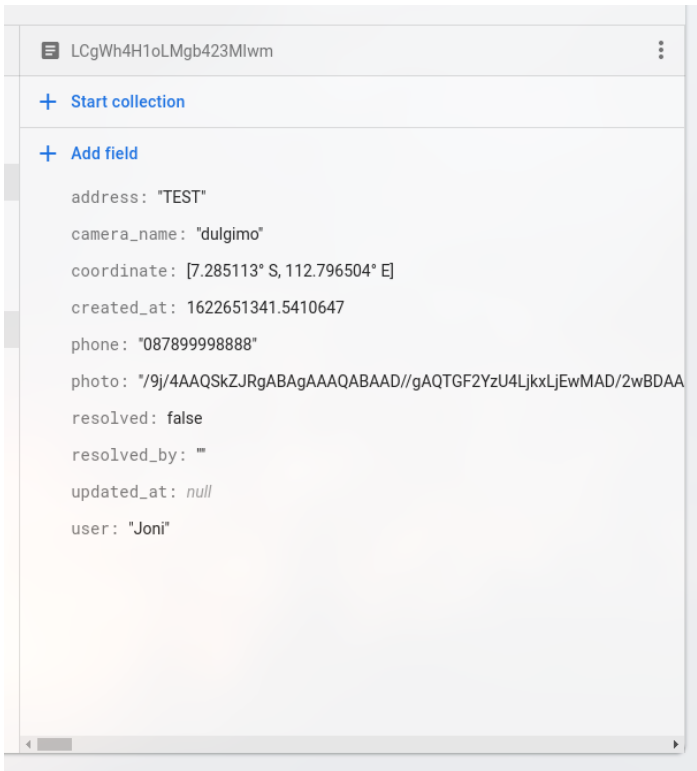 LCgWh4H1oLMgb423MIwm
Start collection
Add field
address: "TEST"
camera_name: "dulgimo"
coordinate: [7.285113° S, 112.796504° E]
created_at: 1622651341.5410647
phone: "087899998888"
photo: "/9j/4AAQSkZJRgABAgAAAQABAAD//gAQTGF2YzU4LjkxLjEwMAD/2wBDAA
resolved: false
resolved_by: ""
updated_at: null
user: "Joni"